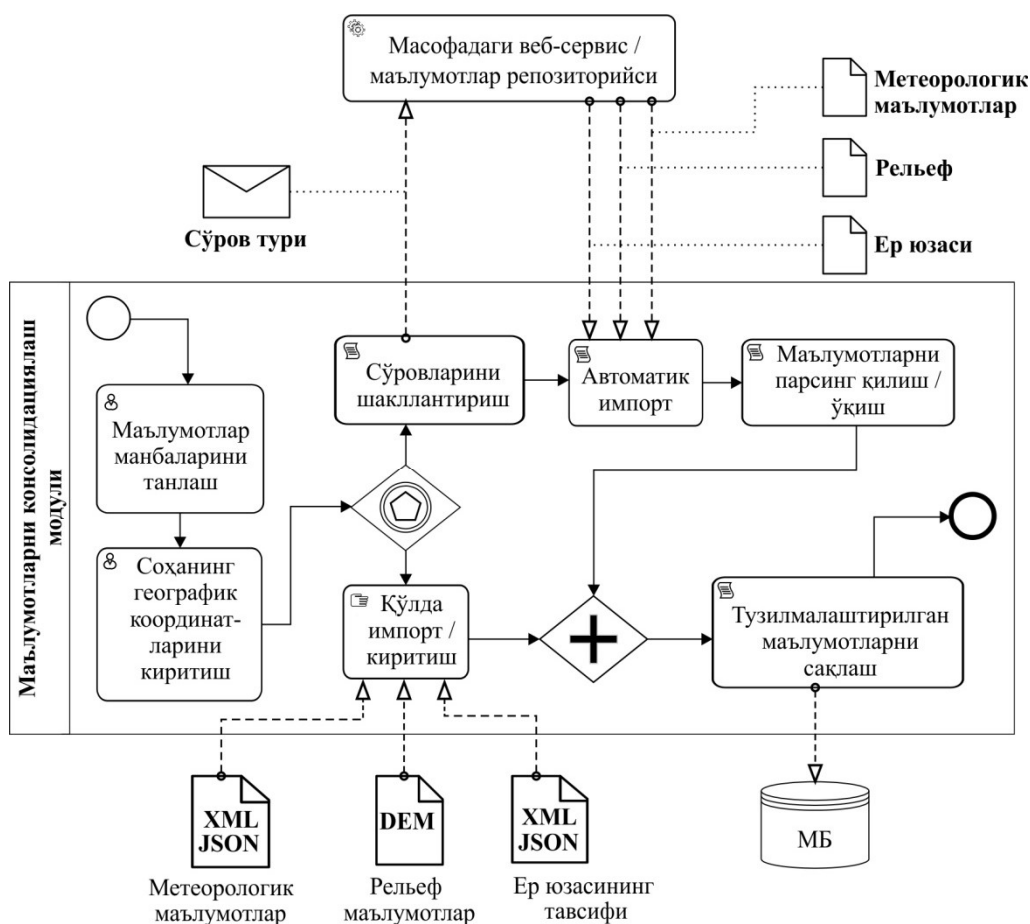 Масофадаги веб-сервис /
маълумотлар репозиторийси
Метеорологик
маълумотлар
Рельеф
Ер юзаси
Сўров тури
Маълумотларни консолидациялаш
модули
Маълумотлар
манбаларини
танлаш
Соҳанинг
географик
координат-
ларини
киритиш
Сўровларини
шакллантириш
Автоматик
импорт
Маълумотларни
парсинг қилиш /
ўқиш
Қўлда
импорт /
киритиш
Тузилмалаштирилган
маълумотларни
сақлаш
XML
JSON
DEM
XML
JSON
МБ
Метеорологик
маълумотлар
Рельеф
маълумотлар
Ер юзасининг
тавсифи